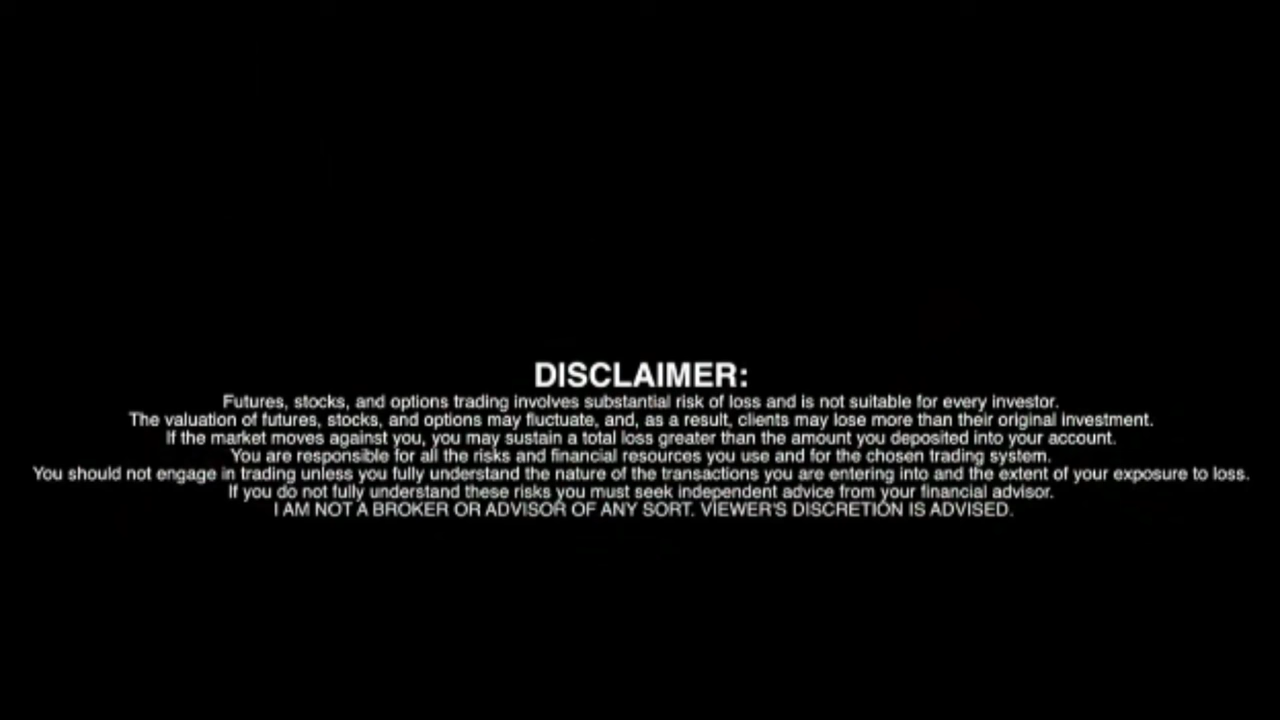 DISCLAIMER:
Futures, stocks, and options trading involves substantial risk of loss and is not suitable for every investor.
The valuation of futures, stocks, and options may fluctuate, and, as a result, clients may lose more than their original investment.
If the market moves against you, you may sustain a total loss greater than the amount you deposited into your account.
You are responsible for all the risks and financial resources you use and for the chosen trading system.
You should not engage in trading unless you fully understand the nature of the transactions you are entering into and the extent of your exposure to loss.
If you do not fully understand these risks you must seek independent advice from your financial advisor.
I AM NOT A BROKER OR ADVISOR OF ANY SORT. VIEWER'S DISCRETION IS ADVISED.